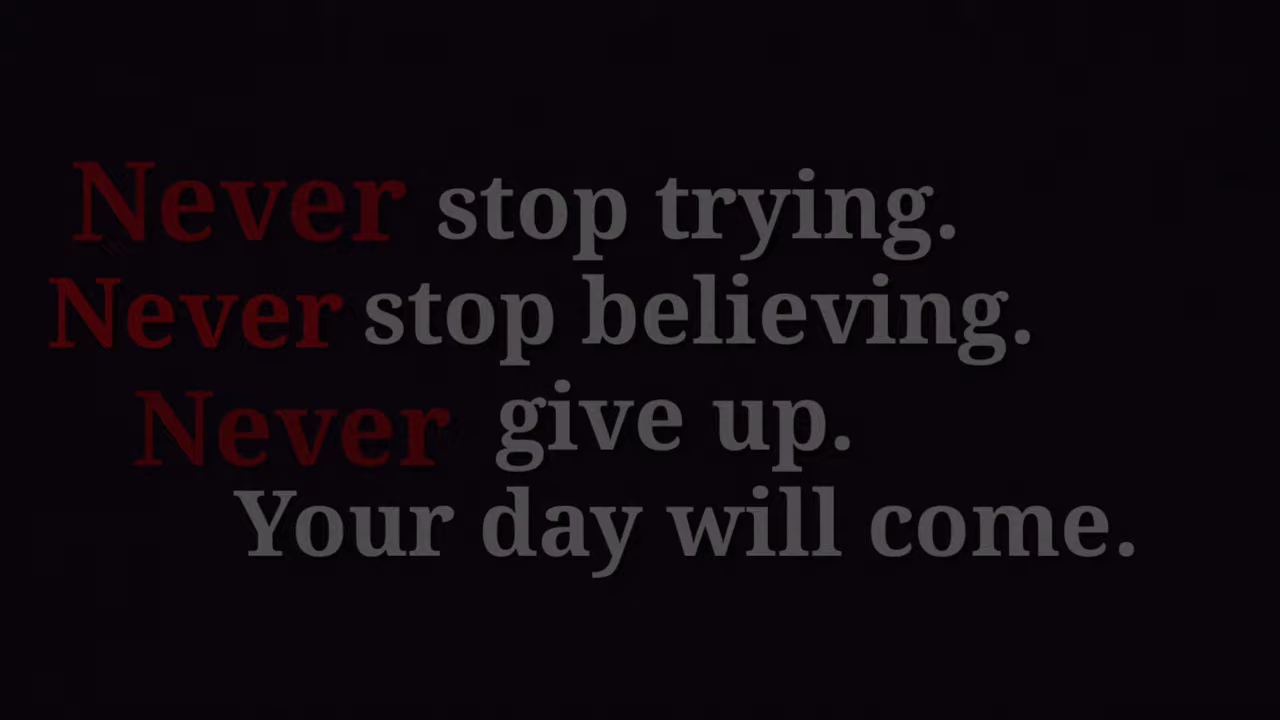 Never stop trying.
Never stop believing.
Never give up.
Your day will come.